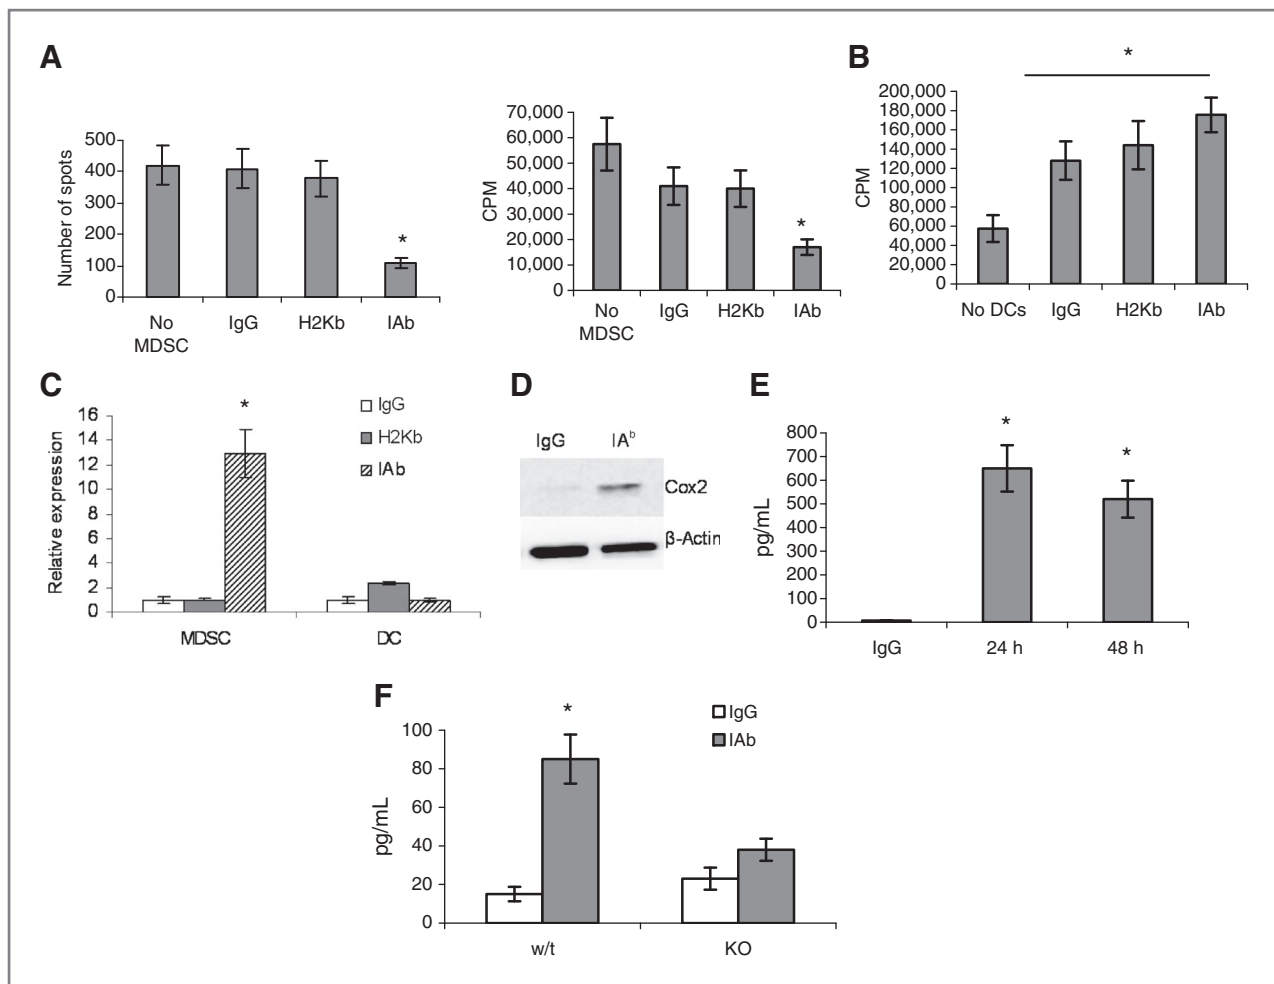 A
Number of spots
500
400
300
200
100
0
*
No MDSC
IgG
H2Kb
IAb
CPM
70,000
60,000
50,000
40,000
30,000
20,000
10,000
0
*
No MDSC
IgG
H2Kb
IAb
B
*
CPM
200,000
180,000
160,000
140,000
120,000
100,000
80,000
60,000
40,000
20,000
0
No DCs
IgG
H2Kb
IAb
C
Relative expression
16
14
12
10
8
6
4
2
0
*
IgG
H2Kb
IAb
MDSC
DC
D
IgG
IAᵇ
Cox2
β-Actin
E
pg/mL
800
700
600
500
400
300
200
100
0
*
*
IgG
24 h
48 h
F
pg/mL
100
80
60
40
20
0
*
IgG
IAb
w/t
KO